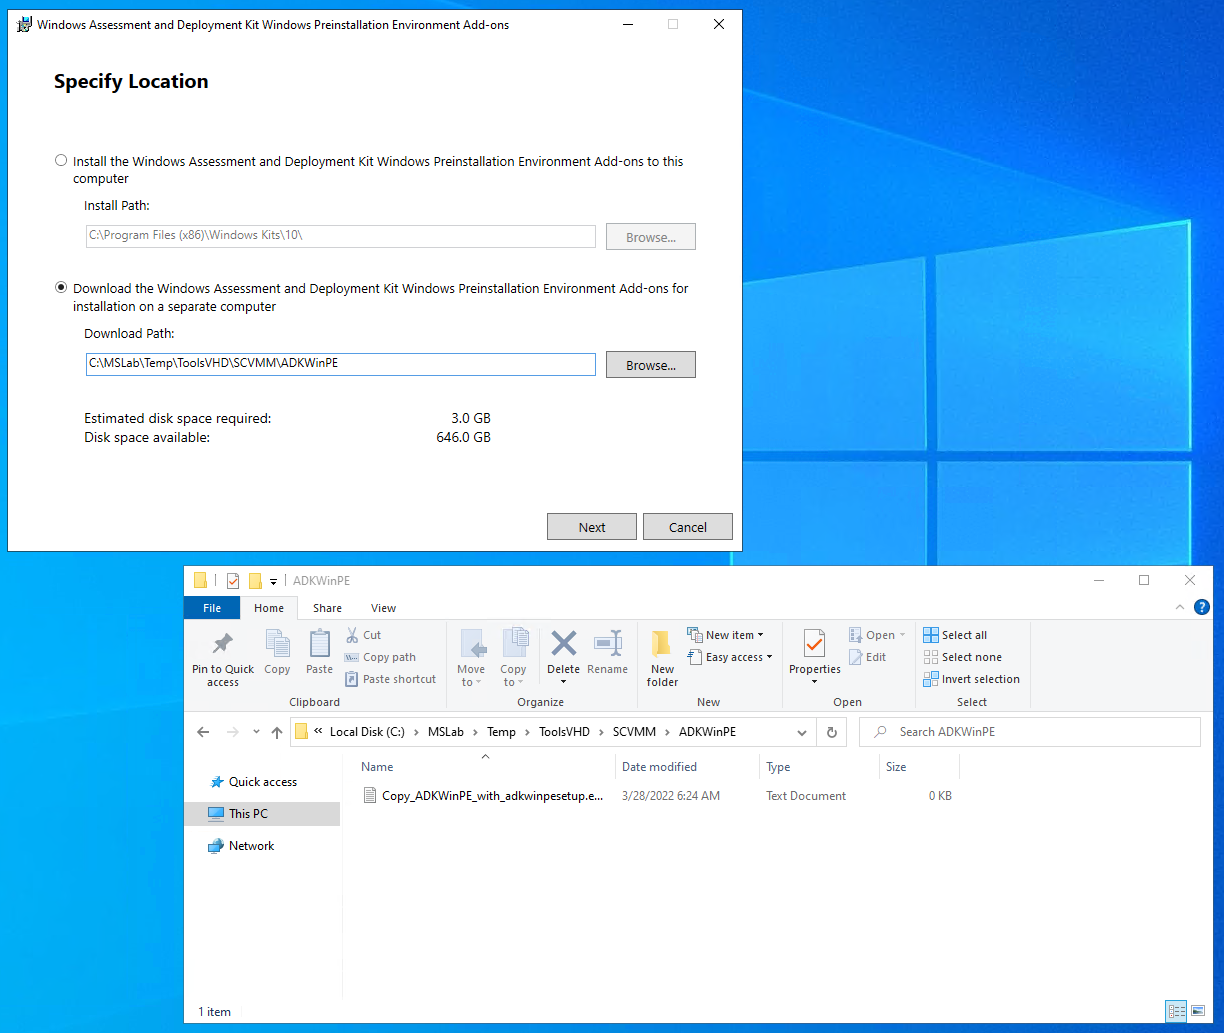 Windows Assessment and Deployment Kit Windows Preinstallation Environment Add-ons
Specify Location
Install the Windows Assessment and Deployment Kit Windows Preinstallation Environment Add-ons to this
computer
Install Path:
C:\Program Files (x86)\Windows Kits\10\
Browse...
Download the Windows Assessment and Deployment Kit Windows Preinstallation Environment Add-ons for
installation on a separate computer
Download Path:
C:\MSLab\Temp\ToolsVHD\SCVMM\ADKWinPE
Browse...
Estimated disk space required: 3.0 GB
Disk space available: 646.0 GB
Next Cancel
ADKWinPE
File Home Share View
Pin to Quick
access
Copy
Paste
Cut
Copy path
Paste shortcut
Clipboard
Move
to
Copy
to
Delete
Rename
Organize
New
folder
New item
Easy access
New
Properties
Open
Edit
Open
Select all
Select none
Invert selection
Select
« Local Disk (C:) > MSLab > Temp > ToolsVHD > SCVMM > ADKWinPE
Search ADKWinPE
Quick access
This PC
Network
Name Date modified Type Size
Copy_ADKWinPE_with_adkwinpesetup.e... 3/28/2022 6:24 AM Text Document 0 KB
1 item